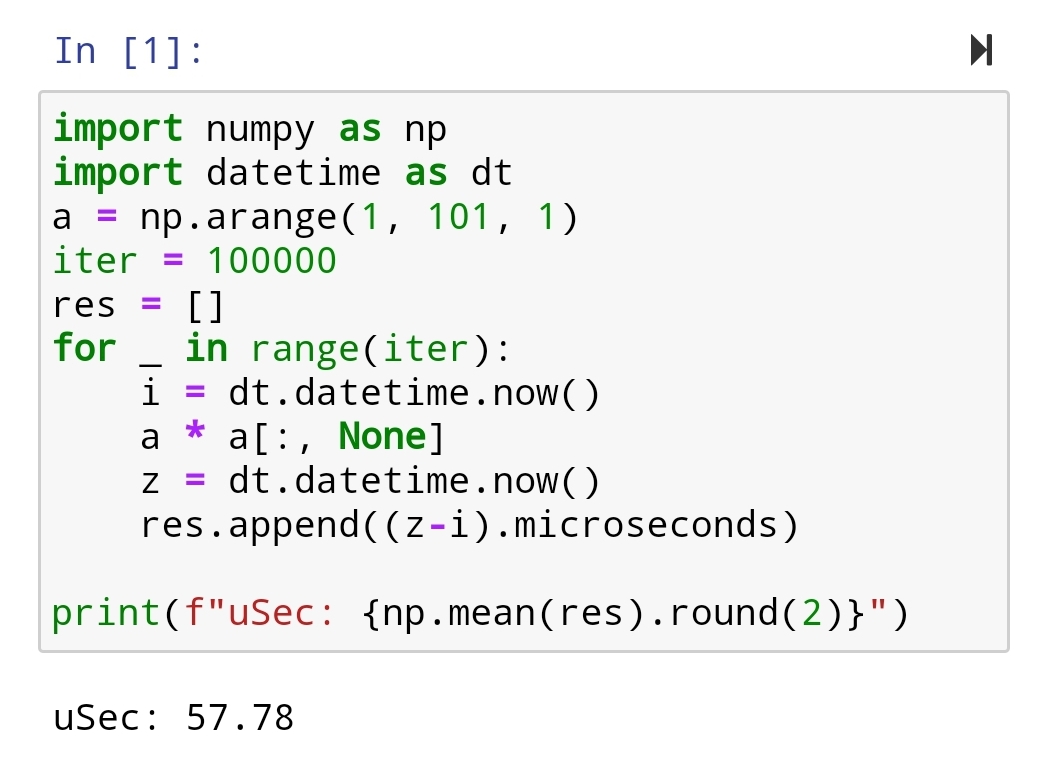 In [1]:
import numpy as np
import datetime as dt
a = np.arange(1, 101, 1)
iter = 100000
res = []
for _ in range(iter):
    i = dt.datetime.now()
    a * a[:, None]
    z = dt.datetime.now()
    res.append((z-i).microseconds)

print(f"uSec: {np.mean(res).round(2)}")
uSec: 57.78